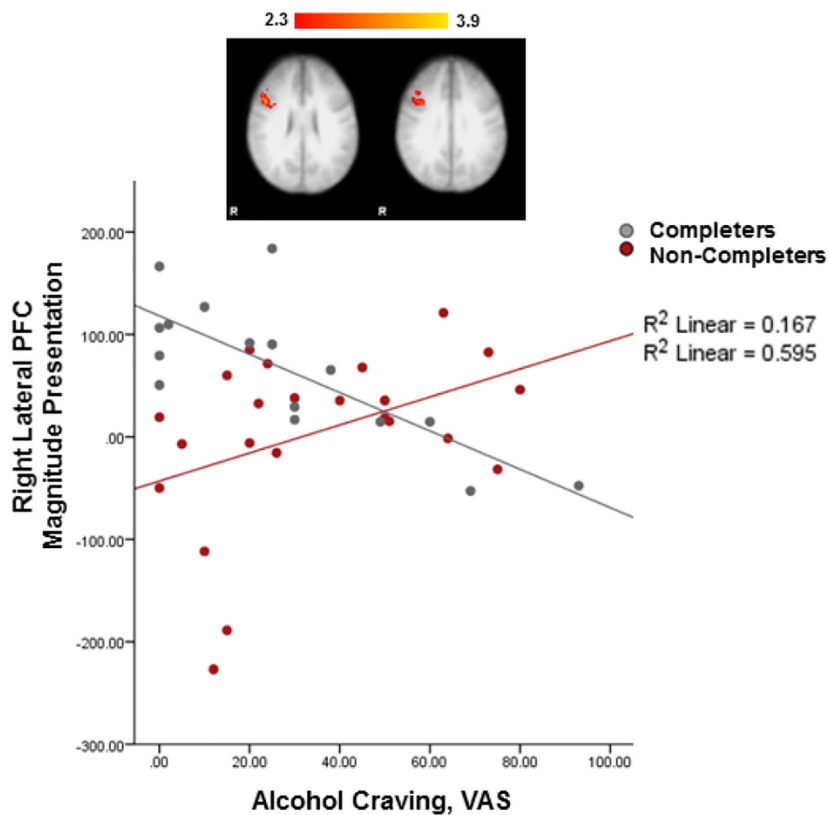 2.3 3.9
R R
Completers
Non-Completers
R² Linear = 0.167
R² Linear = 0.595
Right Lateral PFC
Magnitude Presentation
200.00
100.00
.00
-100.00
-200.00
-300.00
.00 20.00 40.00 60.00 80.00 100.00
Alcohol Craving, VAS